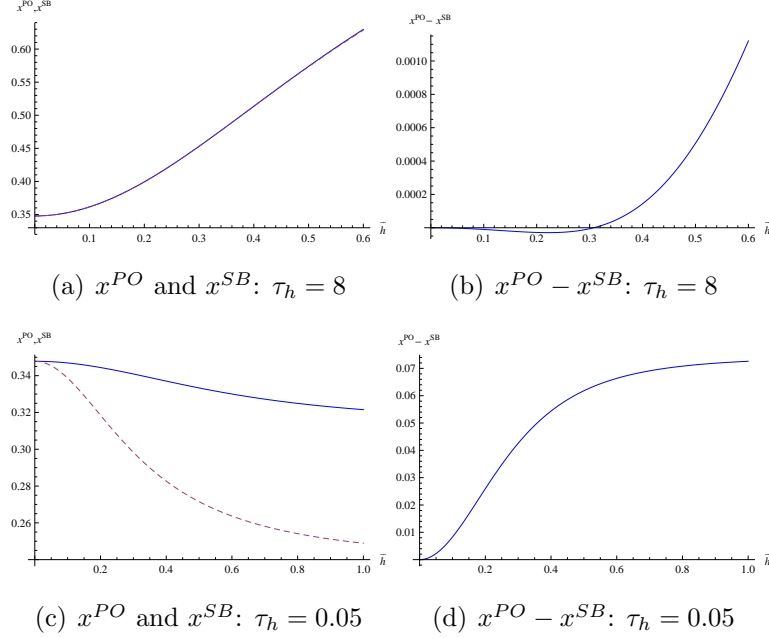 x^PO, x^SB
0.60
0.55
0.50
0.45
0.40
0.35
0.1 0.2 0.3 0.4 0.5 0.6 h̄
x^PO − x^SB
0.0010
0.0008
0.0006
0.0004
0.0002
0.1 0.2 0.3 0.4 0.5 0.6 h̄
(a) x^PO and x^SB: τ_h = 8
(b) x^PO − x^SB: τ_h = 8
x^PO, x^SB
0.34
0.32
0.30
0.28
0.26
0.2 0.4 0.6 0.8 1.0 h̄
x^PO − x^SB
0.07
0.06
0.05
0.04
0.03
0.02
0.01
0.2 0.4 0.6 0.8 1.0 h̄
(c) x^PO and x^SB: τ_h = 0.05
(d) x^PO − x^SB: τ_h = 0.05